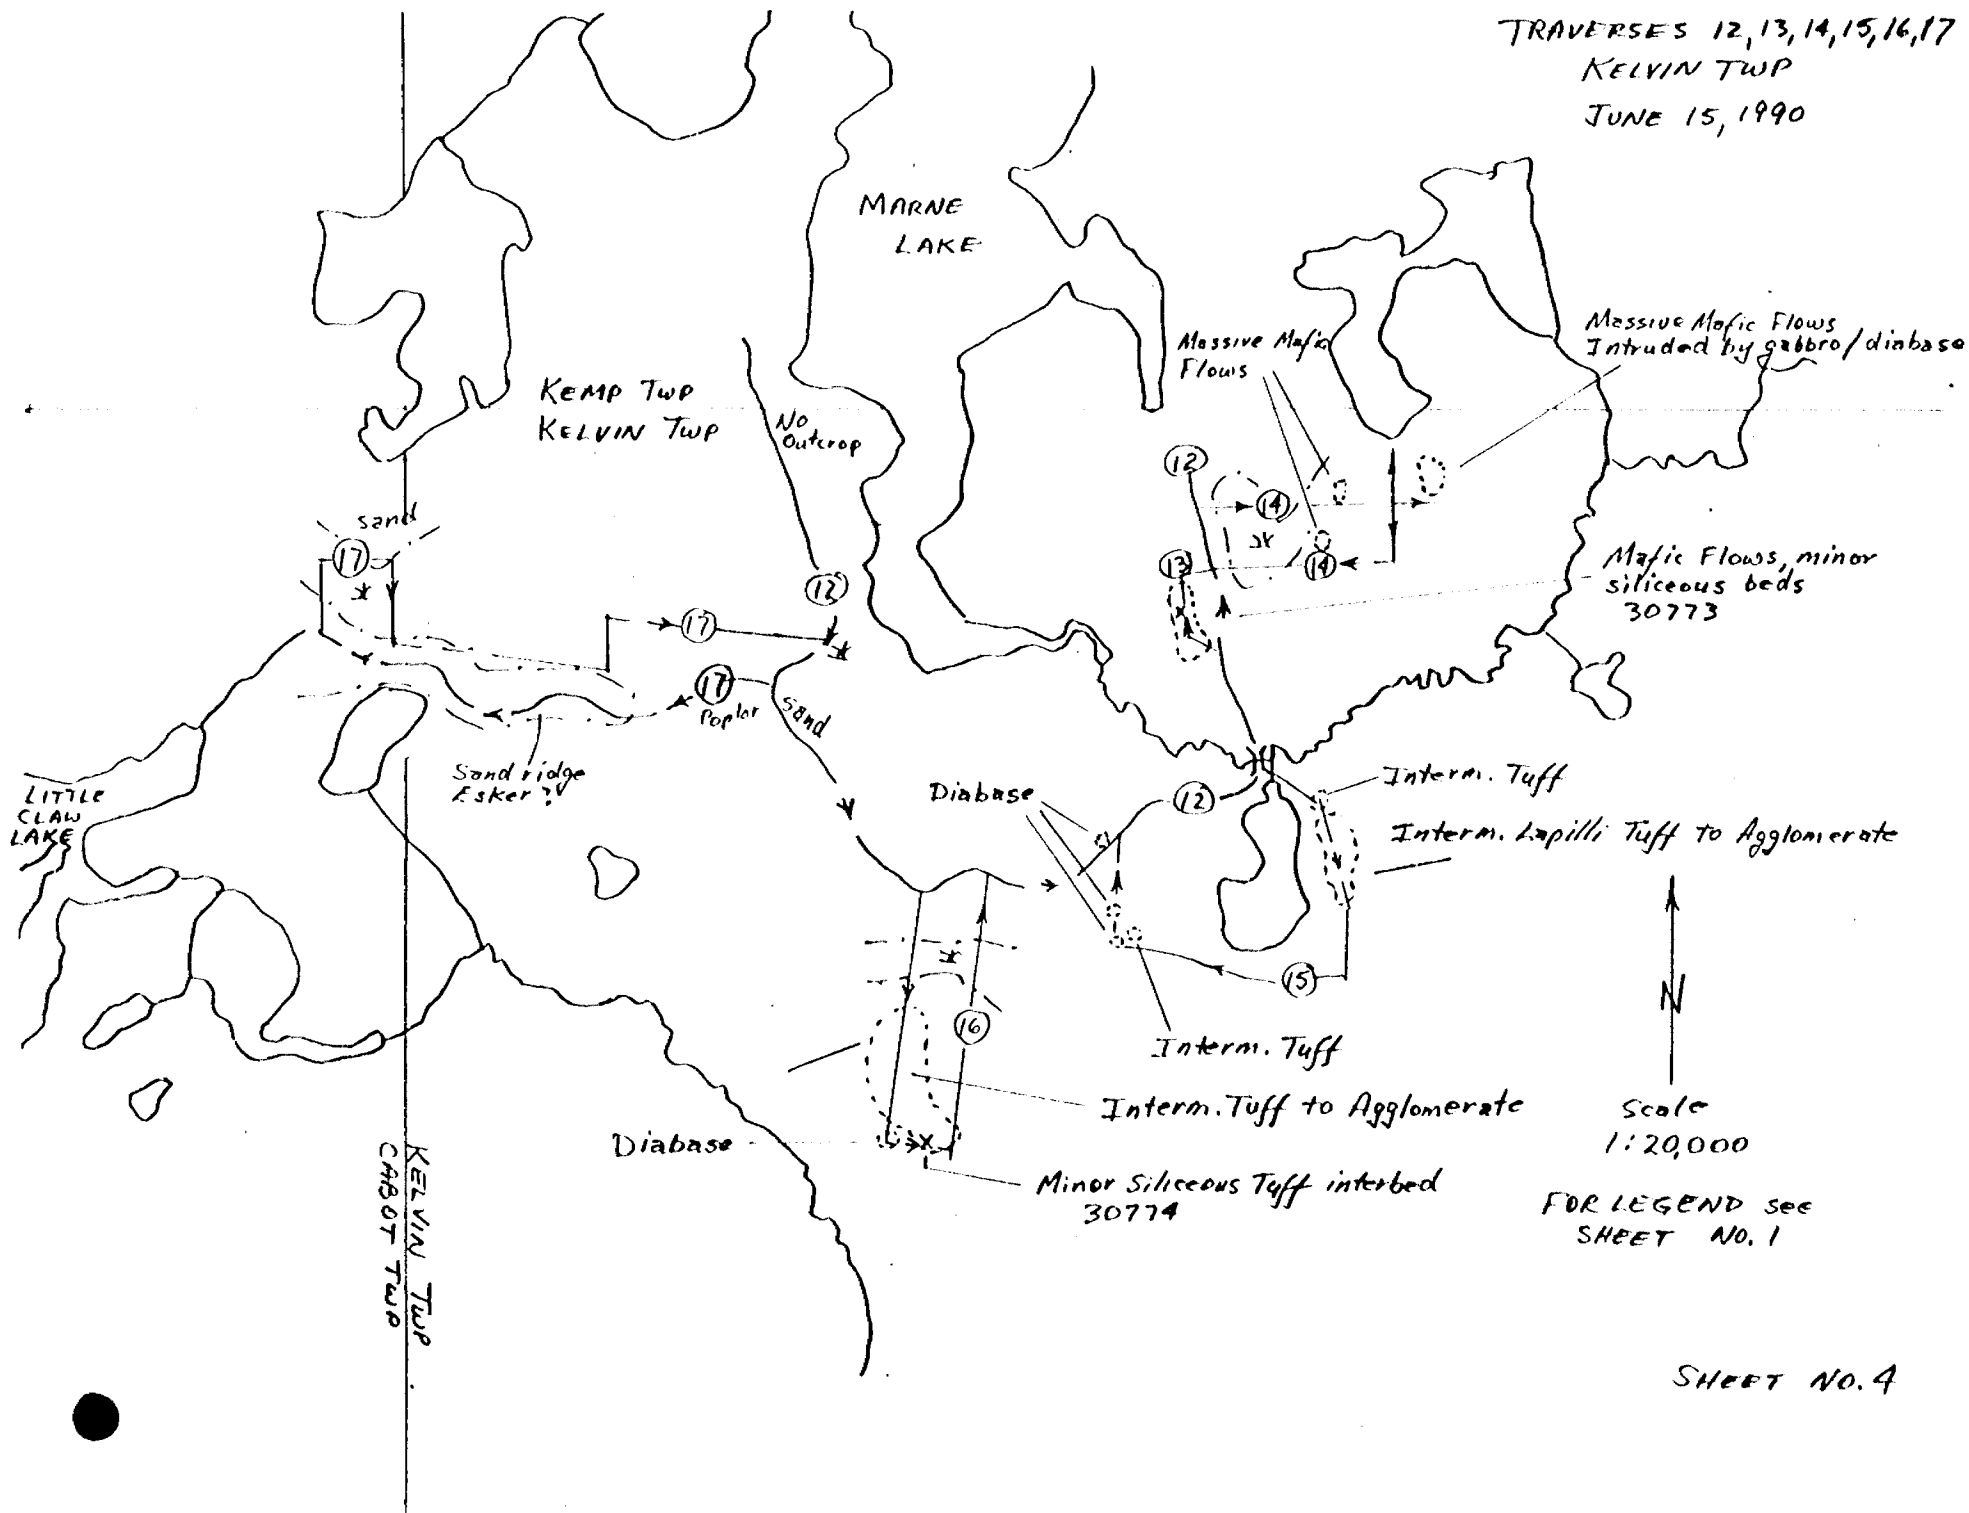 TRAVERSES 12,13,14,15,16,17
KELVIN TWP
JUNE 15, 1990
MARNE
LAKE
Massive Mafic
Flows
Massive Mafic Flows
Intruded by gabbro/diabase
KEMP TWP
KELVIN TWP
No
Outcrop
12
14
sand
17
13
14
12
Mafic Flows, minor
siliceous beds
30773
17
17
Poplar
Sand
Sand ridge
Esker?
LITTLE
CLAW
LAKE
Diabase
12
Interm. Tuff
Interm. Lapilli Tuff to Agglomerate
15
16
N
Interm. Tuff
Interm. Tuff to Agglomerate
Scale
1:20,000
Diabase
Minor Siliceous Tuff interbed
30774
KELVIN TWP
CABOT TWP
FOR LEGEND see
SHEET NO. 1
SHEET NO. 4